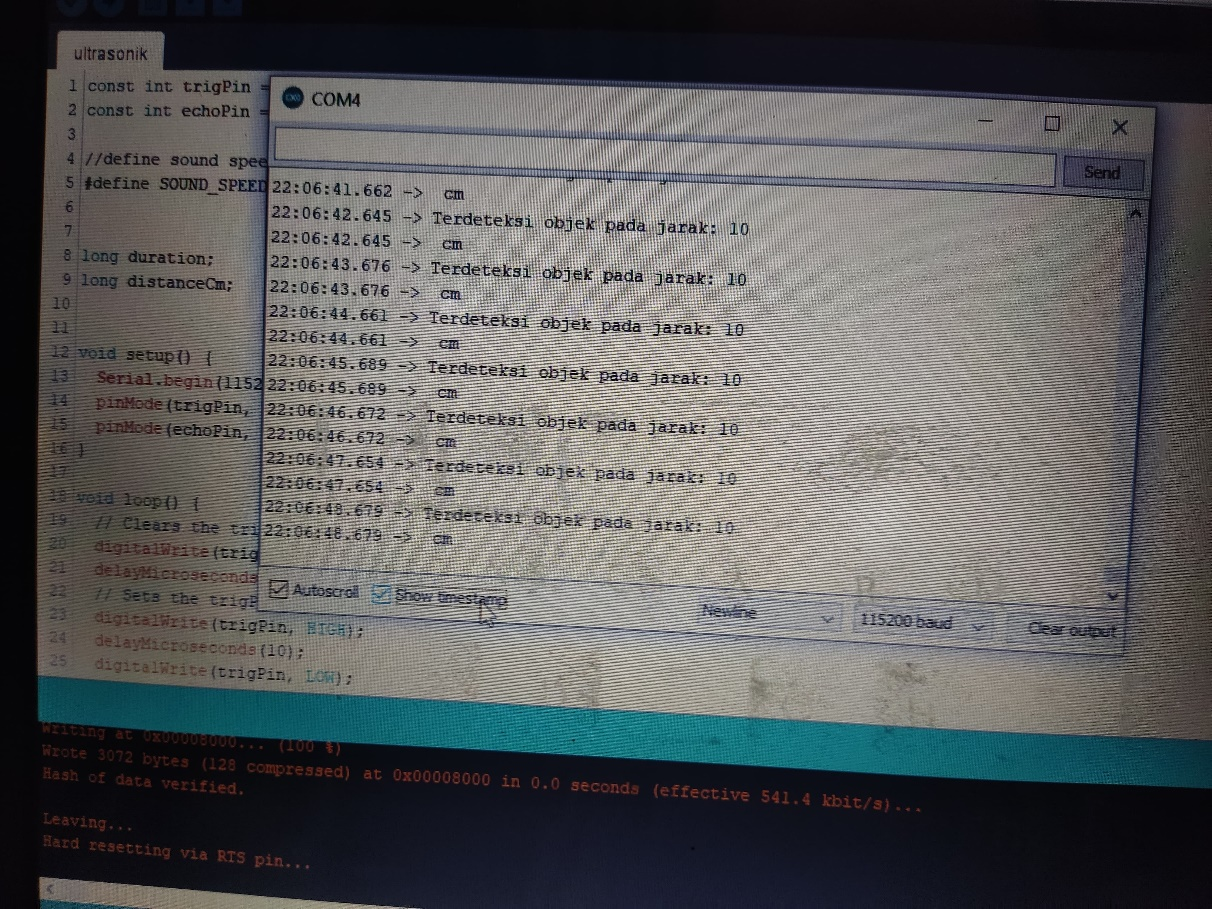 ultrasonik
1 const int trigPin =
2 const int echoPin =
3
4 //define sound spee
5 #define SOUND_SPEED
6
7
8 long duration;
9 long distanceCm;
10
11
12 void setup() {
13 Serial.begin(1152
14 pinMode(trigPin,
15 pinMode(echoPin,
16 }
17
18 void loop() {
19 // Clears the tri
20 digitalWrite(trig
21 delayMicroseconds
22 // Sets the trigP
23 digitalWrite(trigPin, HIGH);
24 delayMicroseconds(10);
25 digitalWrite(trigPin, LOW);
COM4
Send
22:06:41.662 -> cm
22:06:42.645 -> Terdeteksi objek pada jarak: 10
22:06:42.645 -> cm
22:06:43.676 -> Terdeteksi objek pada jarak: 10
22:06:43.676 -> cm
22:06:44.661 -> Terdeteksi objek pada jarak: 10
22:06:44.661 -> cm
22:06:45.689 -> Terdeteksi objek pada jarak: 10
22:06:45.689 -> cm
22:06:46.672 -> Terdeteksi objek pada jarak: 10
22:06:46.672 -> cm
22:06:47.654 -> Terdeteksi objek pada jarak: 10
22:06:47.654 -> cm
22:06:48.679 -> Terdeteksi objek pada jarak: 10
22:06:48.679 -> cm
Autoscroll Show timestamp Newline 115200 baud Clear output
Writing at 0x00008000... (100 %)
Wrote 3072 bytes (128 compressed) at 0x00008000 in 0.0 seconds (effective 541.4 kbit/s)...
Hash of data verified.
Leaving...
Hard resetting via RTS pin...